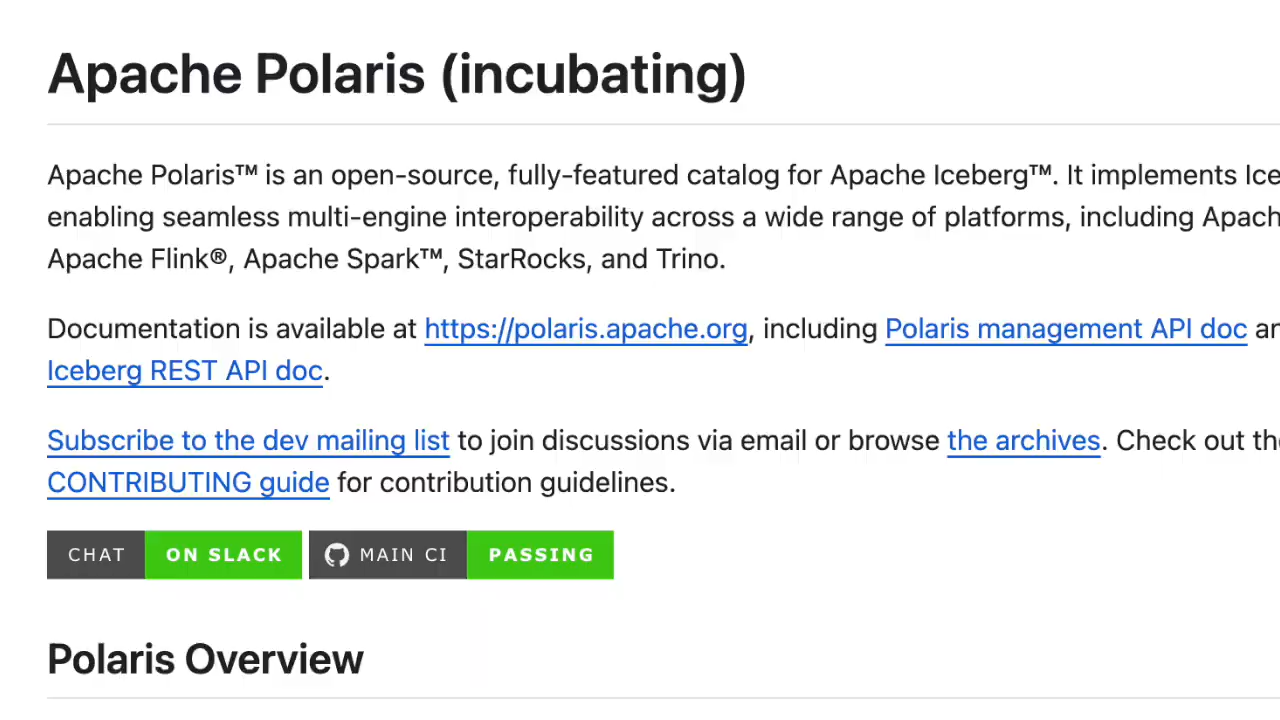 Apache Polaris (incubating)
Apache Polaris™ is an open-source, fully-featured catalog for Apache Iceberg™. It implements Ice
enabling seamless multi-engine interoperability across a wide range of platforms, including Apach
Apache Flink®, Apache Spark™, StarRocks, and Trino.
Documentation is available at https://polaris.apache.org, including Polaris management API doc an
Iceberg REST API doc.
Subscribe to the dev mailing list to join discussions via email or browse the archives. Check out the
CONTRIBUTING guide for contribution guidelines.
CHAT ON SLACK MAIN CI PASSING
Polaris Overview